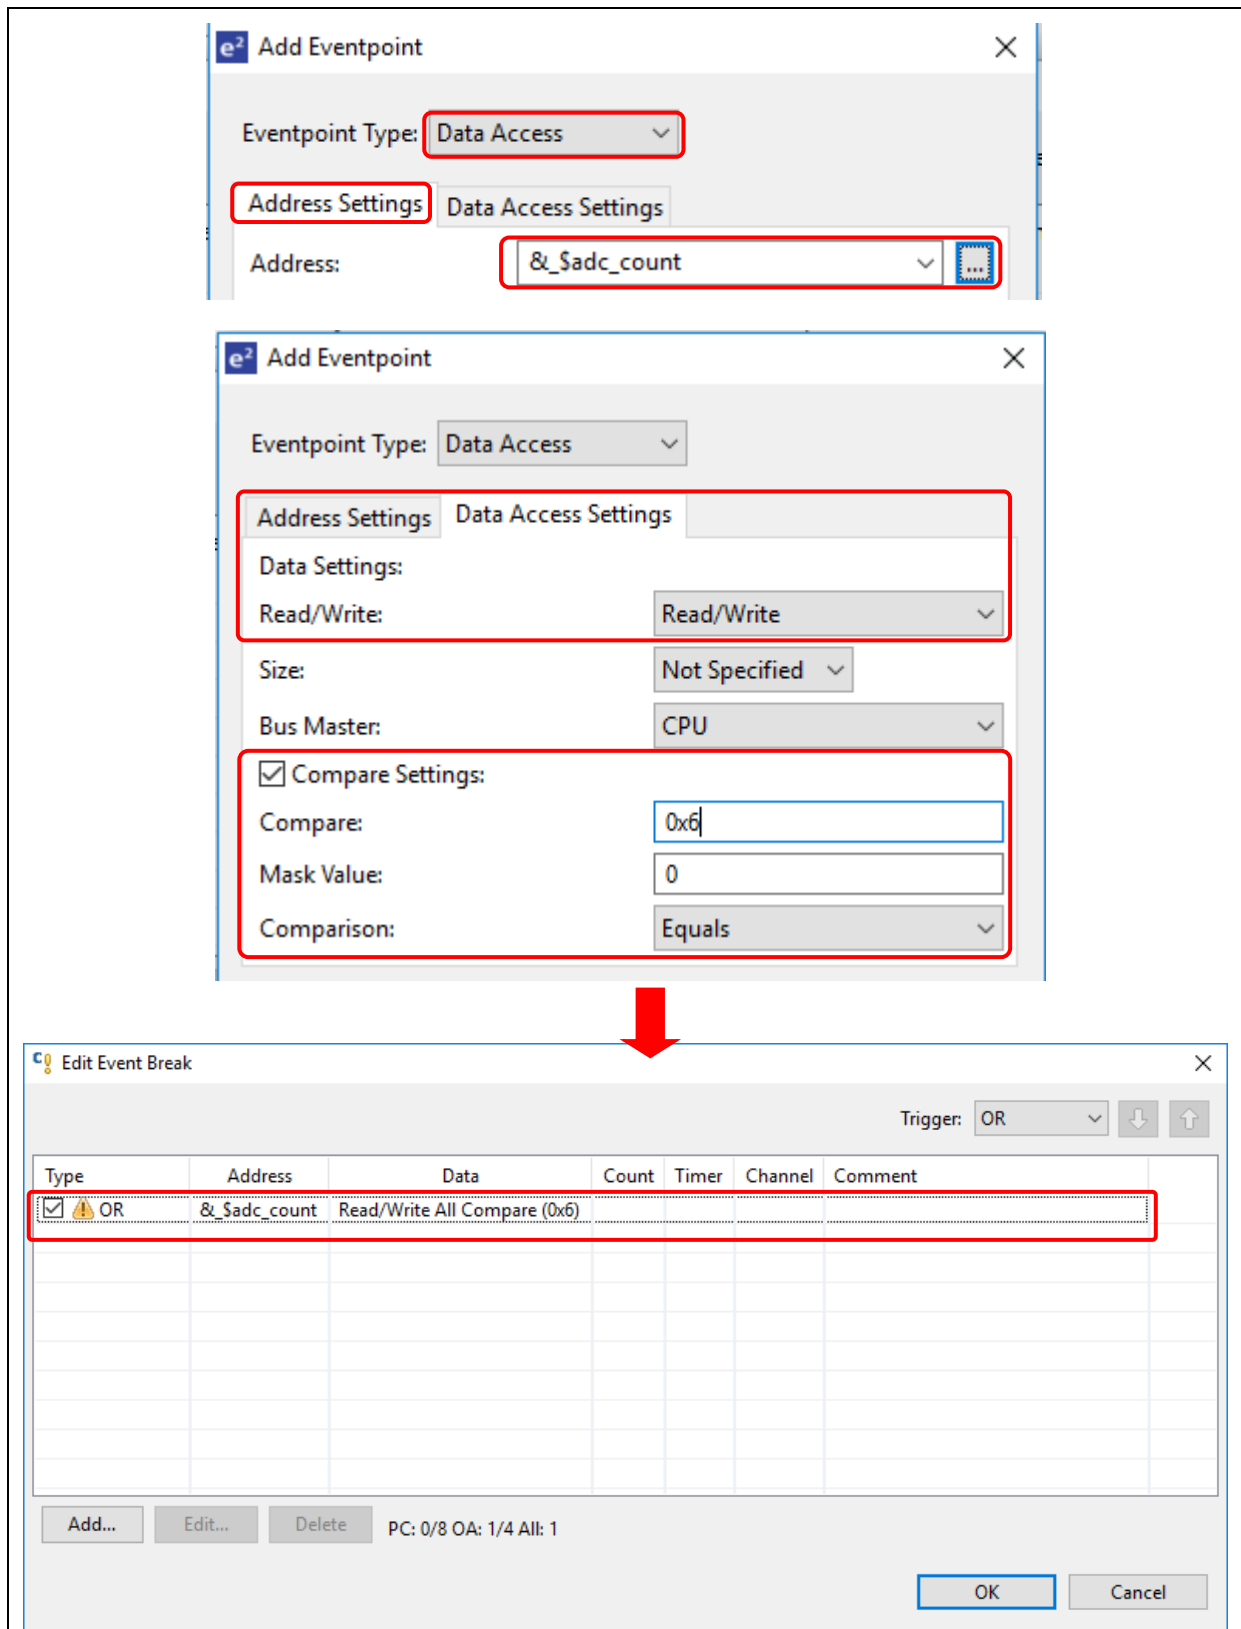 e² Add Eventpoint
Eventpoint Type: Data Access
Address Settings Data Access Settings
Address: &_$adc_count ...
e² Add Eventpoint
Eventpoint Type: Data Access
Address Settings Data Access Settings
Data Settings:
Read/Write: Read/Write
Size: Not Specified
Bus Master: CPU
Compare Settings:
Compare: 0x6
Mask Value: 0
Comparison: Equals
Edit Event Break
Trigger: OR
Type Address Data Count Timer Channel Comment
OR &_$adc_count Read/Write All Compare (0x6)
Add... Edit... Delete PC: 0/8 OA: 1/4 All: 1
OK Cancel